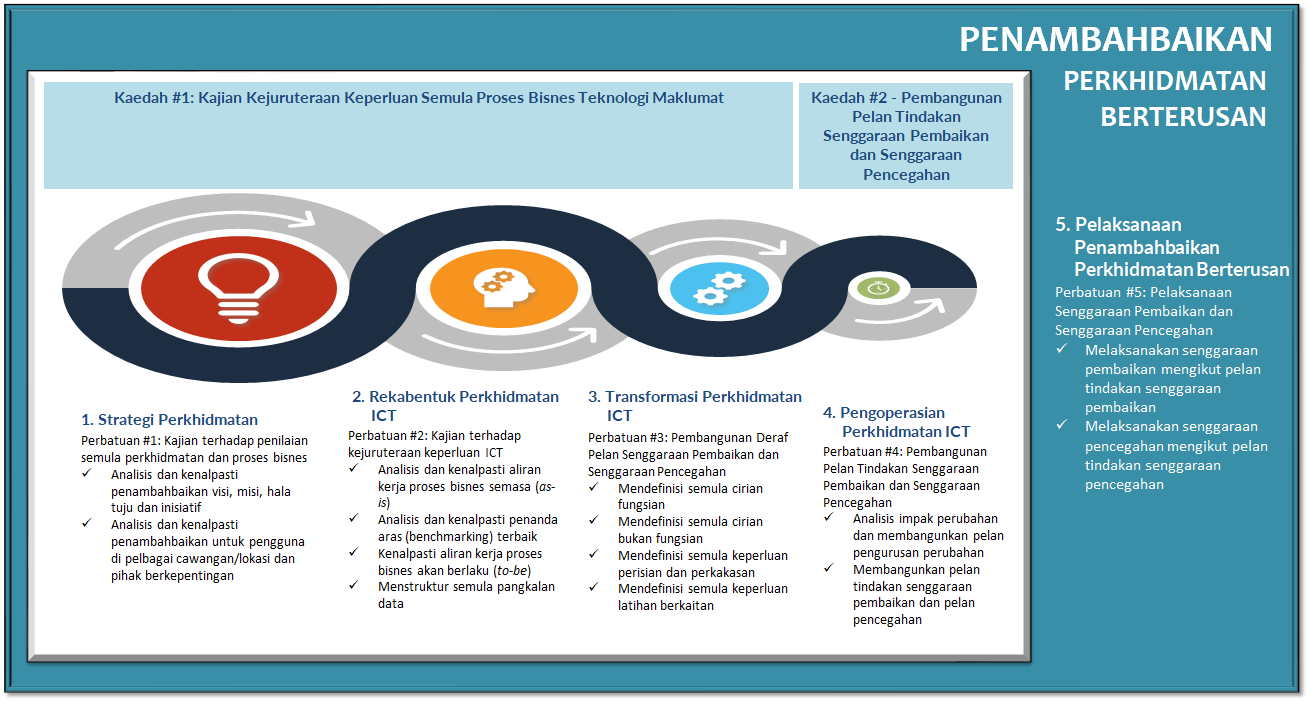 PENAMBAHBAIKAN
PERKHIDMATAN
BERTERUSAN
Kaedah #1: Kajian Kejuruteraan Keperluan Semula Proses Bisnes Teknologi Maklumat
Kaedah #2 - Pembangunan
Pelan Tindakan
Senggaraan Pembaikan
dan Senggaraan
Pencegahan
1. Strategi Perkhidmatan
Perbatuan #1: Kajian terhadap penilaian
semula perkhidmatan dan proses bisnes
✓ Analisis dan kenalpasti
penambahbaikan visi, misi, hala
tuju dan inisiatif
✓ Analisis dan kenalpasti
penambahbaikan untuk pengguna
di pelbagai cawangan/lokasi dan
pihak berkepentingan
2. Rekabentuk Perkhidmatan
ICT
Perbatuan #2: Kajian terhadap
kejuruteraan keperluan ICT
✓ Analisis dan kenalpasti aliran
kerja proses bisnes semasa (as-
is)
✓ Analisis dan kenalpasti penanda
aras (benchmarking) terbaik
✓ Kenalpasti aliran kerja proses
bisnes akan berlaku (to-be)
✓ Menstruktur semula pangkalan
data
3. Transformasi Perkhidmatan
ICT
Perbatuan #3: Pembangunan Deraf
Pelan Senggaraan Pembaikan dan
Senggaraan Pencegahan
✓ Mendefinisi semula cirian
fungsian
✓ Mendefinisi semula cirian
bukan fungsian
✓ Mendefinisi semula keperluan
perisian dan perkakasan
✓ Mendefinisi semula keperluan
latihan berkaitan
4. Pengoperasian
Perkhidmatan ICT
Perbatuan #4: Pembangunan
Pelan Tindakan Senggaraan
Pembaikan dan Senggaraan
Pencegahan
✓ Analisis impak perubahan
dan membangunkan pelan
pengurusan perubahan
✓ Membangunkan pelan
tindakan senggaraan
pembaikan dan pelan
pencegahan
5. Pelaksanaan
Penambahbaikan
Perkhidmatan Berterusan
Perbatuan #5: Pelaksanaan
Senggaraan Pembaikan dan
Senggaraan Pencegahan
✓ Melaksanakan senggaraan
pembaikan mengikut pelan
tindakan senggaraan
pembaikan
✓ Melaksanakan senggaraan
pencegahan mengikut pelan
tindakan senggaraan
pencegahan